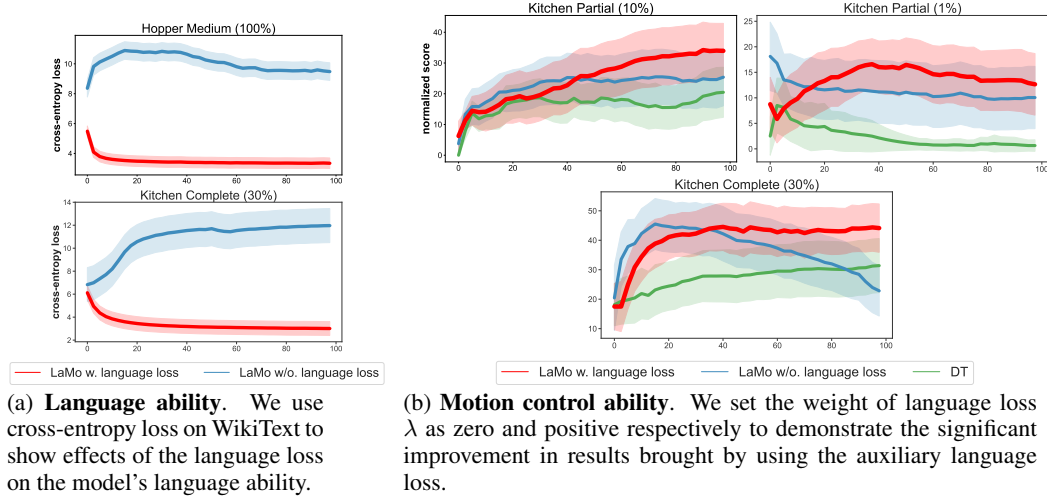 Hopper Medium (100%)
cross-entropy loss
10
8
6
4
0 20 40 60 80 100
Kitchen Complete (30%)
cross-entropy loss
14
12
10
8
6
4
2
0 20 40 60 80 100
LaMo w. language loss LaMo w/o. language loss
(a) Language ability. We use
cross-entropy loss on WikiText to
show effects of the language loss
on the model's language ability.
Kitchen Partial (10%)
normalized score
40
30
20
10
0
0 20 40 60 80 100
Kitchen Partial (1%)
25
20
15
10
5
0
0 20 40 60 80 100
Kitchen Complete (30%)
50
40
30
20
10
0 20 40 60 80 100
LaMo w. language loss LaMo w/o. language loss DT
(b) Motion control ability. We set the weight of language loss
λ as zero and positive respectively to demonstrate the significant
improvement in results brought by using the auxiliary language
loss.